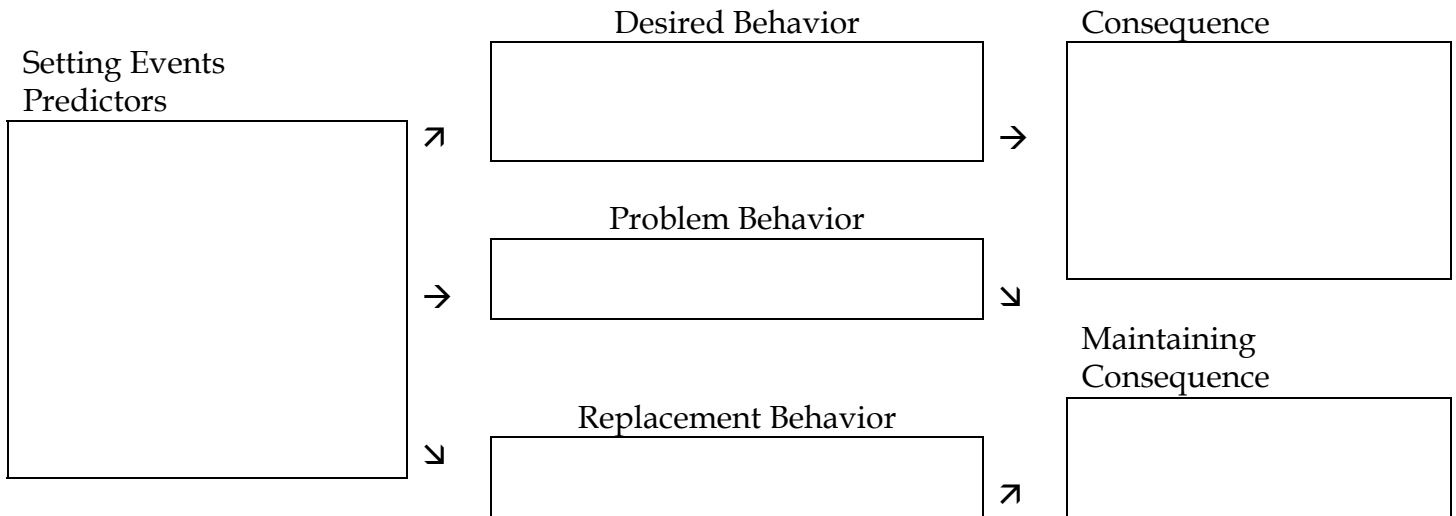 Setting Events
Predictors
↗
→
↘
Desired Behavior
Problem Behavior
Replacement Behavior
→
↘
↗
Consequence
Maintaining
Consequence